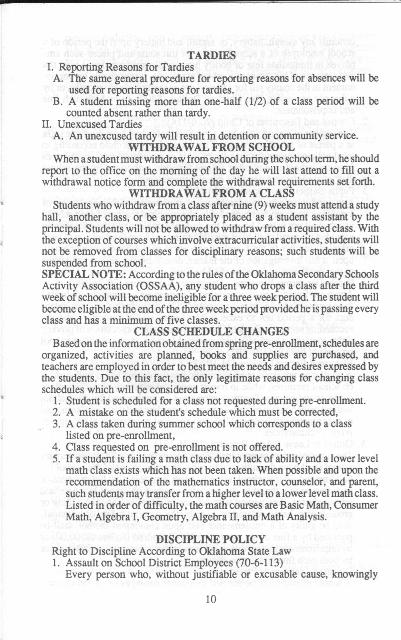 TARDIES
I. Reporting Reasons for Tardies
A. The same general procedure for reporting reasons for absences will be
used for reporting reasons for tardies.
B. A student missing more than one-half (1/2) of a class period will be
counted absent rather than tardy.
II. Unexcused Tardies
A. An unexcused tardy will result in detention or community service.
WITHDRAWAL FROM SCHOOL
When a student must withdraw from school during the school term, he should
report to the office on the morning of the day he will last attend to fill out a
withdrawal notice form and complete the withdrawal requirements set forth.
WITHDRAWAL FROM A CLASS
Students who withdraw from a class after nine (9) weeks must attend a study
hall, another class, or be appropriately placed as a student assistant by the
principal. Students will not be allowed to withdraw from a required class. With
the exception of courses which involve extracurricular activities, students will
not be removed from classes for disciplinary reasons; such students will be
suspended from school.
SPECIAL NOTE: According to the rules of the Oklahoma Secondary Schools
Activity Association (OSSAA), any student who drops a class after the third
week of school will become ineligible for a three week period. The student will
become eligible at the end of the three week period provided he is passing every
class and has a minimum of five classes.
CLASS SCHEDULE CHANGES
Based on the information obtained from spring pre-enrollment, schedules are
organized, activities are planned, books and supplies are purchased, and
teachers are employed in order to best meet the needs and desires expressed by
the students. Due to this fact, the only legitimate reasons for changing class
schedules which will be considered are:
1. Student is scheduled for a class not requested during pre-enrollment.
2. A mistake on the student's schedule which must be corrected,
3. A class taken during summer school which corresponds to a class
listed on pre-enrollment,
4. Class requested on pre-enrollment is not offered.
5. If a student is failing a math class due to lack of ability and a lower level
math class exists which has not been taken. When possible and upon the
recommendation of the mathematics instructor, counselor, and parent,
such students may transfer from a higher level to a lower level math class.
Listed in order of difficulty, the math courses are Basic Math, Consumer
Math, Algebra I, Geometry, Algebra II, and Math Analysis.
DISCIPLINE POLICY
Right to Discipline According to Oklahoma State Law
1. Assault on School District Employees (70-6-113)
Every person who, without justifiable or excusable cause, knowingly
10